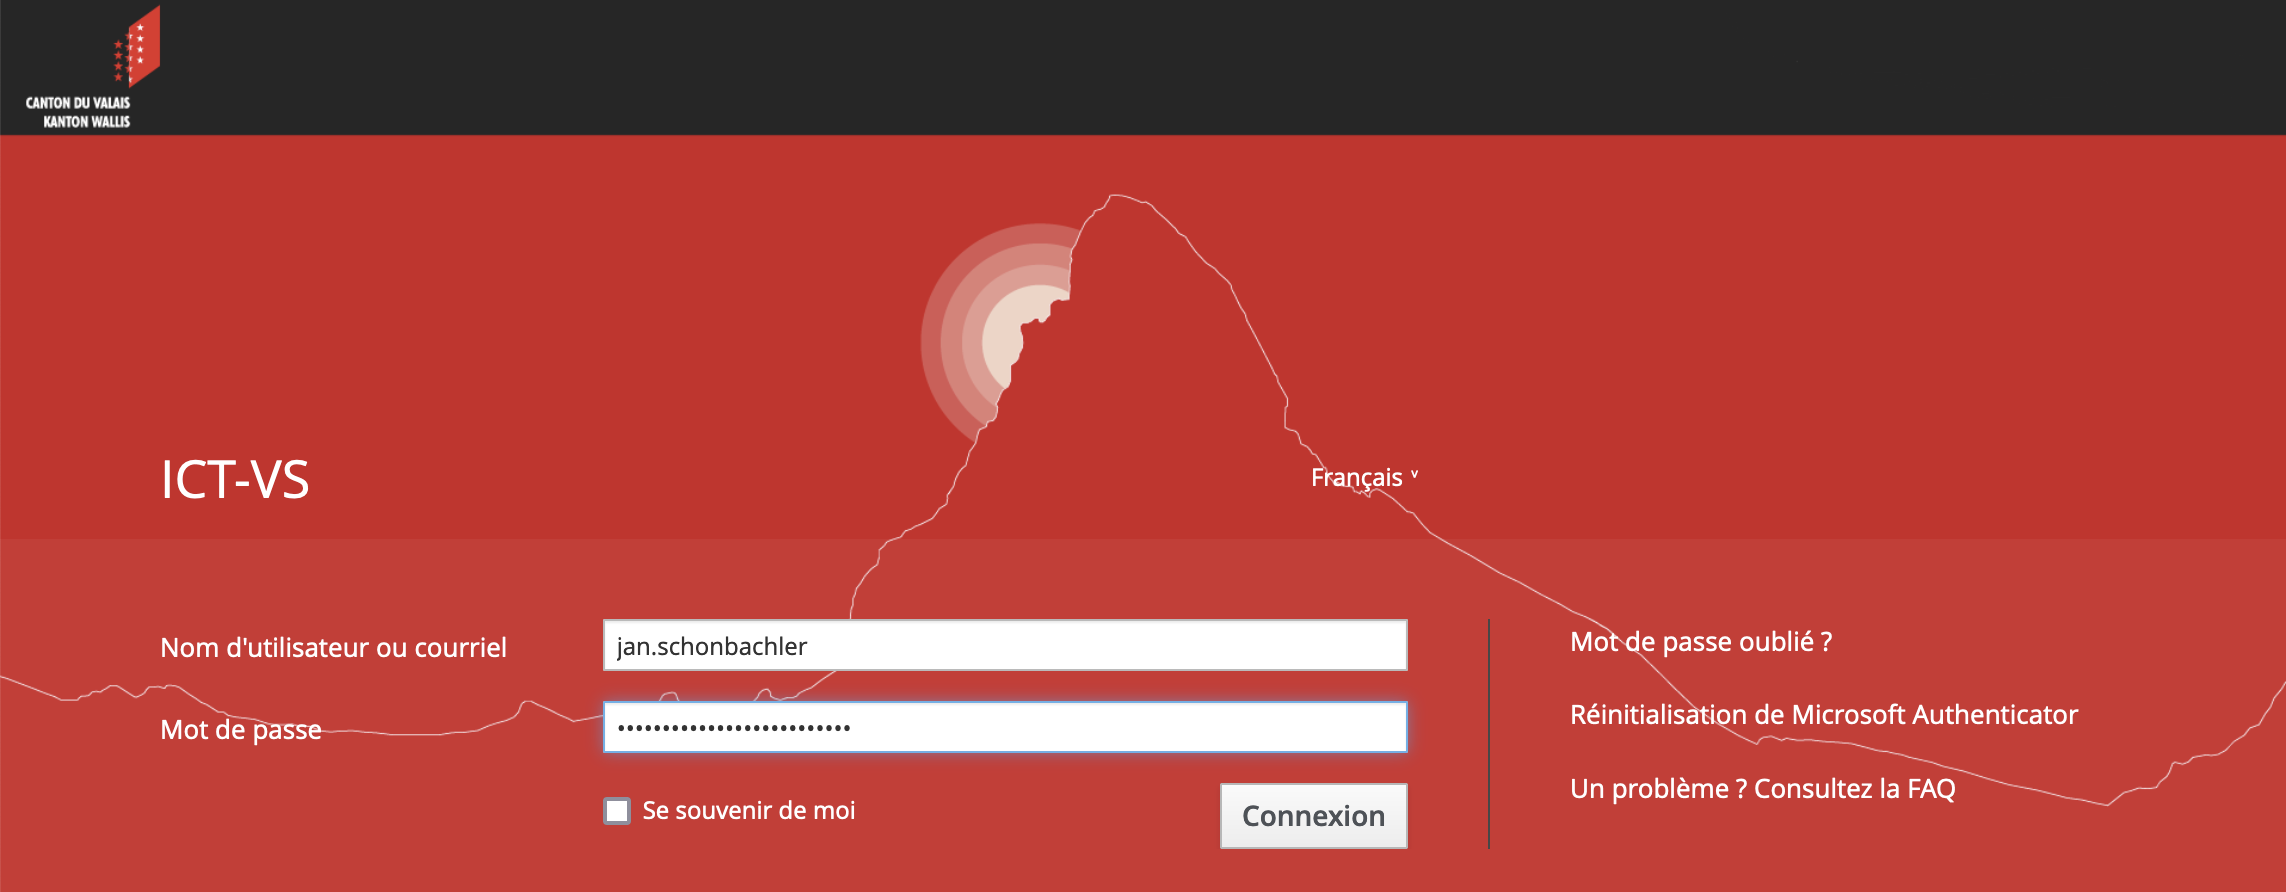 CANTON DU VALAIS
KANTON WALLIS
ICT-VS
Français ˅
Nom d'utilisateur ou courriel
jan.schonbachler
Mot de passe
••••••••••••••••••••••••••
Se souvenir de moi
Connexion
Mot de passe oublié ?
Réinitialisation de Microsoft Authenticator
Un problème ? Consultez la FAQ